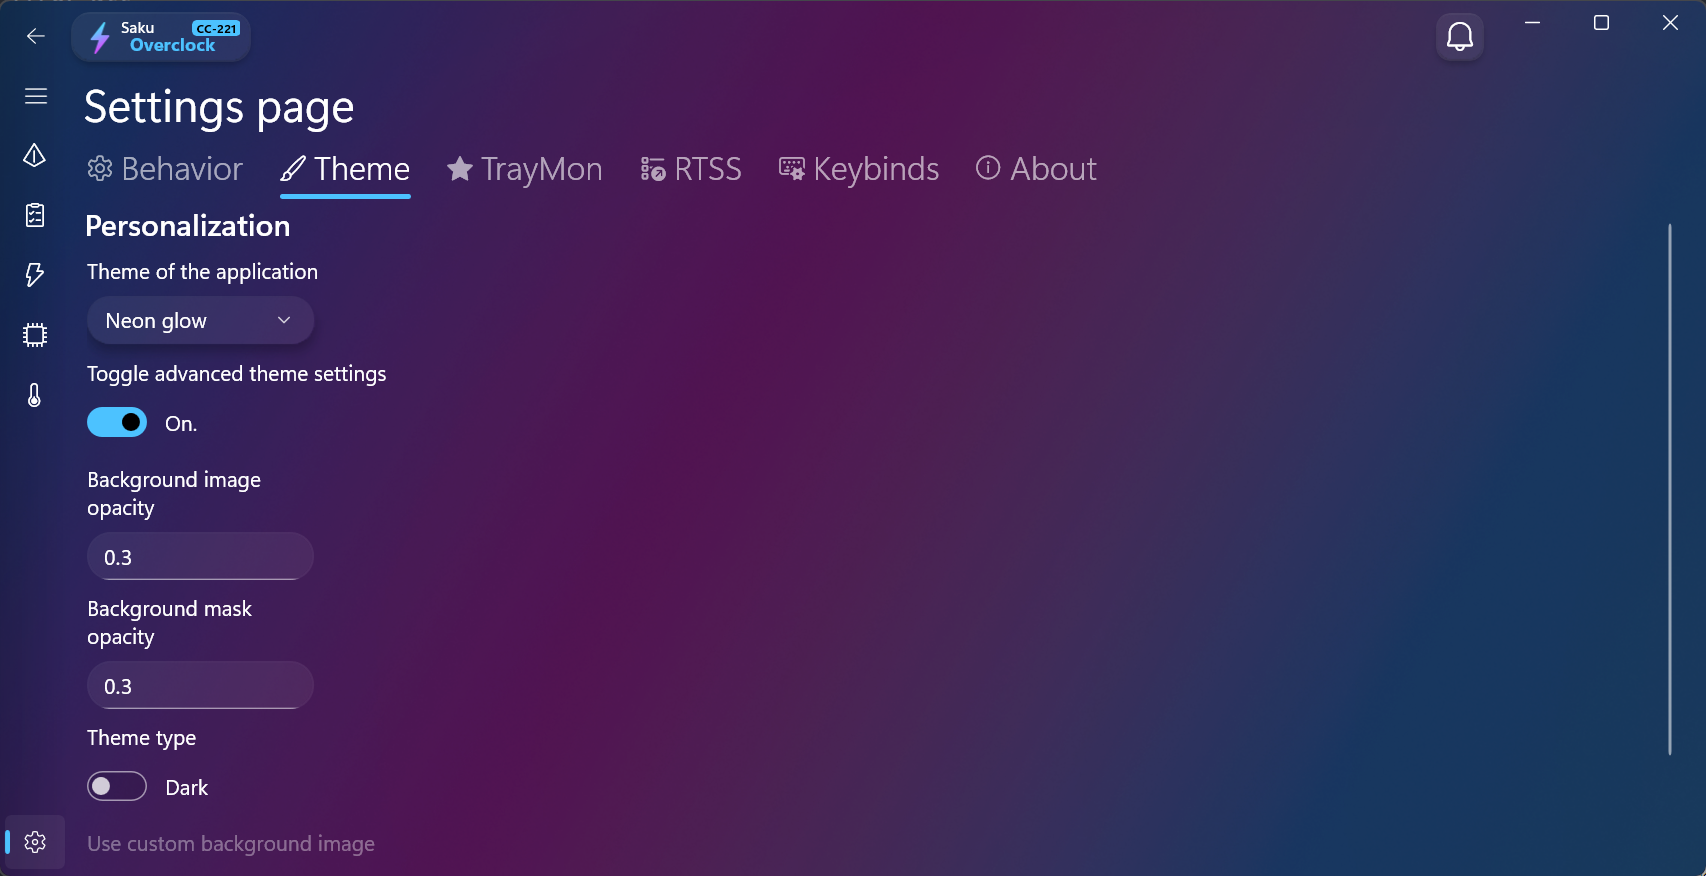 Saku CC-221
Overclock
Settings page
Behavior Theme TrayMon RTSS Keybinds About
Personalization
Theme of the application
Neon glow
Toggle advanced theme settings
On.
Background image
opacity
0.3
Background mask
opacity
0.3
Theme type
Dark
Use custom background image